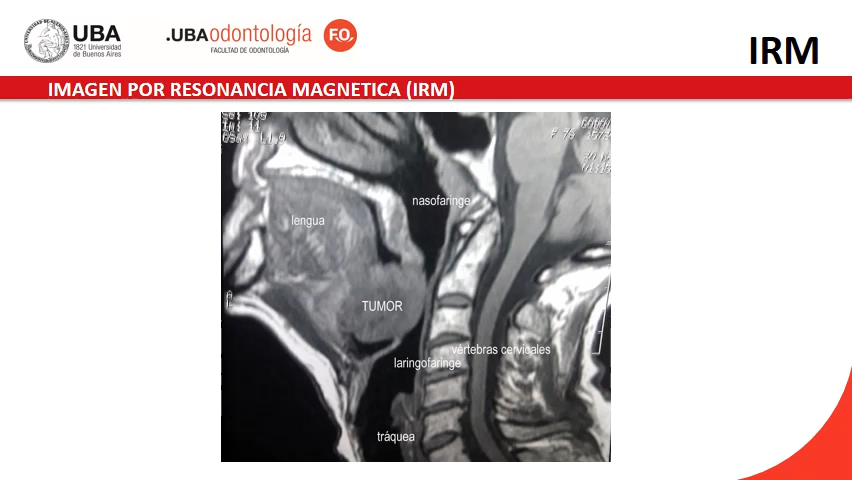 UBA
1821 Universidad
de Buenos Aires
.UBAodontología
FACULTAD DE ODONTOLOGÍA
F.O.
IRM
IMAGEN POR RESONANCIA MAGNETICA (IRM)
nasofaringe
lengua
TUMOR
vértebras cervicales
laringofaringe
tráquea